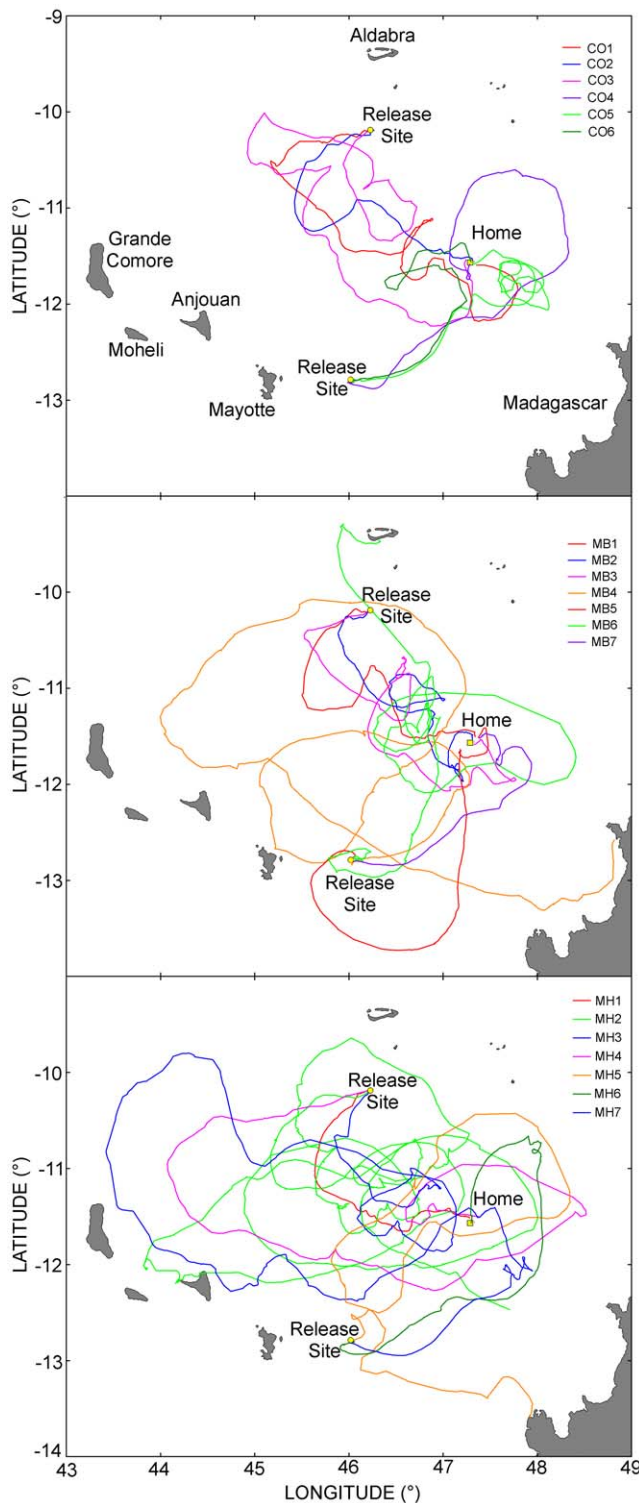 -9
Aldabra
CO1
CO2
CO3
CO4
CO5
CO6
-10
Release
Site
-11
LATITUDE (°)
Grande
Comore
Home
Anjouan
-12
Moheli
Release
Site
Mayotte
-13
Madagascar
MB1
MB2
MB3
MB4
MB5
MB6
MB7
-10
Release
Site
-11
LATITUDE (°)
Home
-12
-13
Release
Site
MH1
MH2
MH3
MH4
MH5
MH6
MH7
-10
Release
Site
-11
LATITUDE (°)
Home
-12
Release
Site
-13
-14
43 44 45 46 47 48 49
LONGITUDE (°)